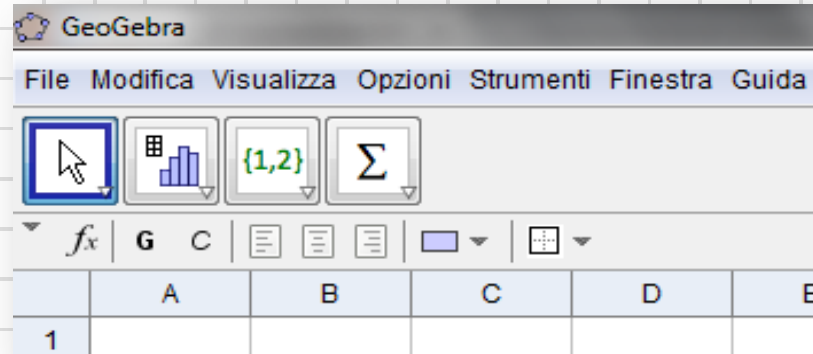 GeoGebra
File Modifica Visualizza Opzioni Strumenti Finestra Guida
{1,2} Σ
fx G C
A B C D E
1